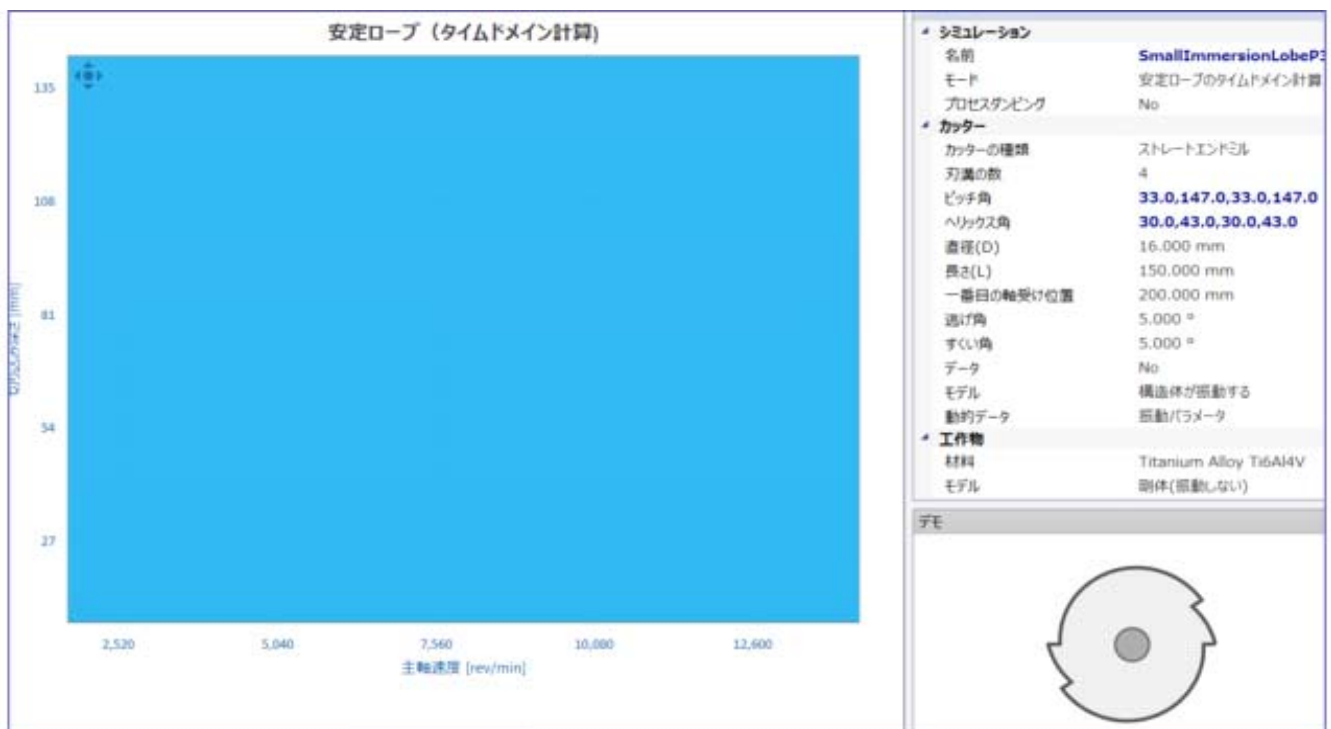 安定ローブ（タイムドメイン計算)
135
108
81
54
27
切り込み深さ [mm]
2,520 5,040 7,560 10,080 12,600
主軸速度 [rev/min]
シミュレーション
名前 SmallImmersionLobeP3
モード 安定ローブのタイムドメイン計算
プロセスダンピング No
カッター
カッターの種類 ストレートエンドミル
刃溝の数 4
ピッチ角 33.0,147.0,33.0,147.0
ヘリックス角 30.0,43.0,30.0,43.0
直径(D) 16.000 mm
長さ(L) 150.000 mm
一番目の軸受け位置 200.000 mm
逃げ角 5.000 °
すくい角 5.000 °
データ No
モデル 構造体が振動する
動的データ 振動パラメータ
工作物
材料 Titanium Alloy Ti6Al4V
モデル 剛体(振動しない)
デモ